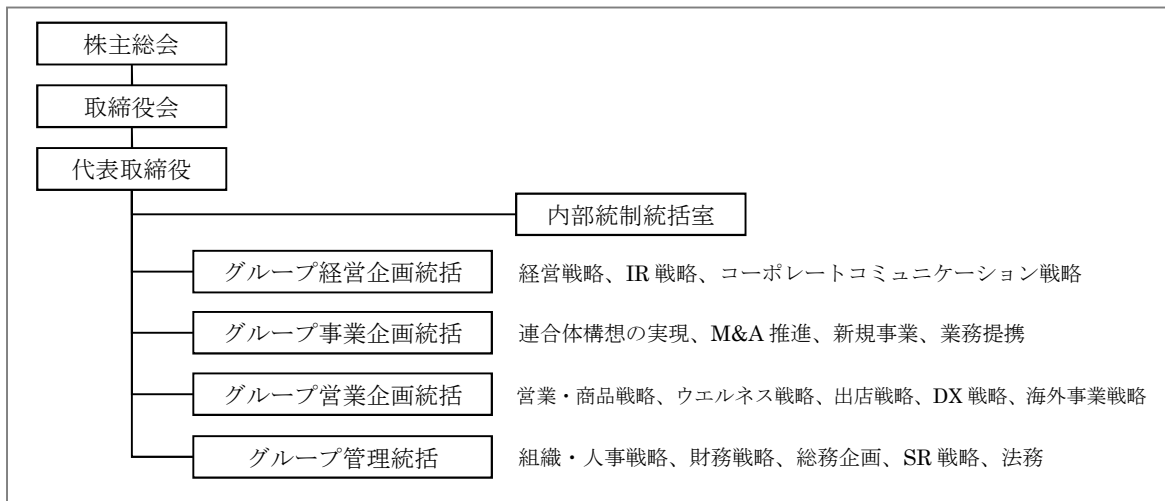 株主総会
取締役会
代表取締役
内部統制統括室
グループ経営企画統括 経営戦略、IR 戦略、コーポレートコミュニケーション戦略
グループ事業企画統括 連合体構想の実現、M&A 推進、新規事業、業務提携
グループ営業企画統括 営業・商品戦略、ウエルネス戦略、出店戦略、DX 戦略、海外事業戦略
グループ管理統括 組織・人事戦略、財務戦略、総務企画、SR 戦略、法務